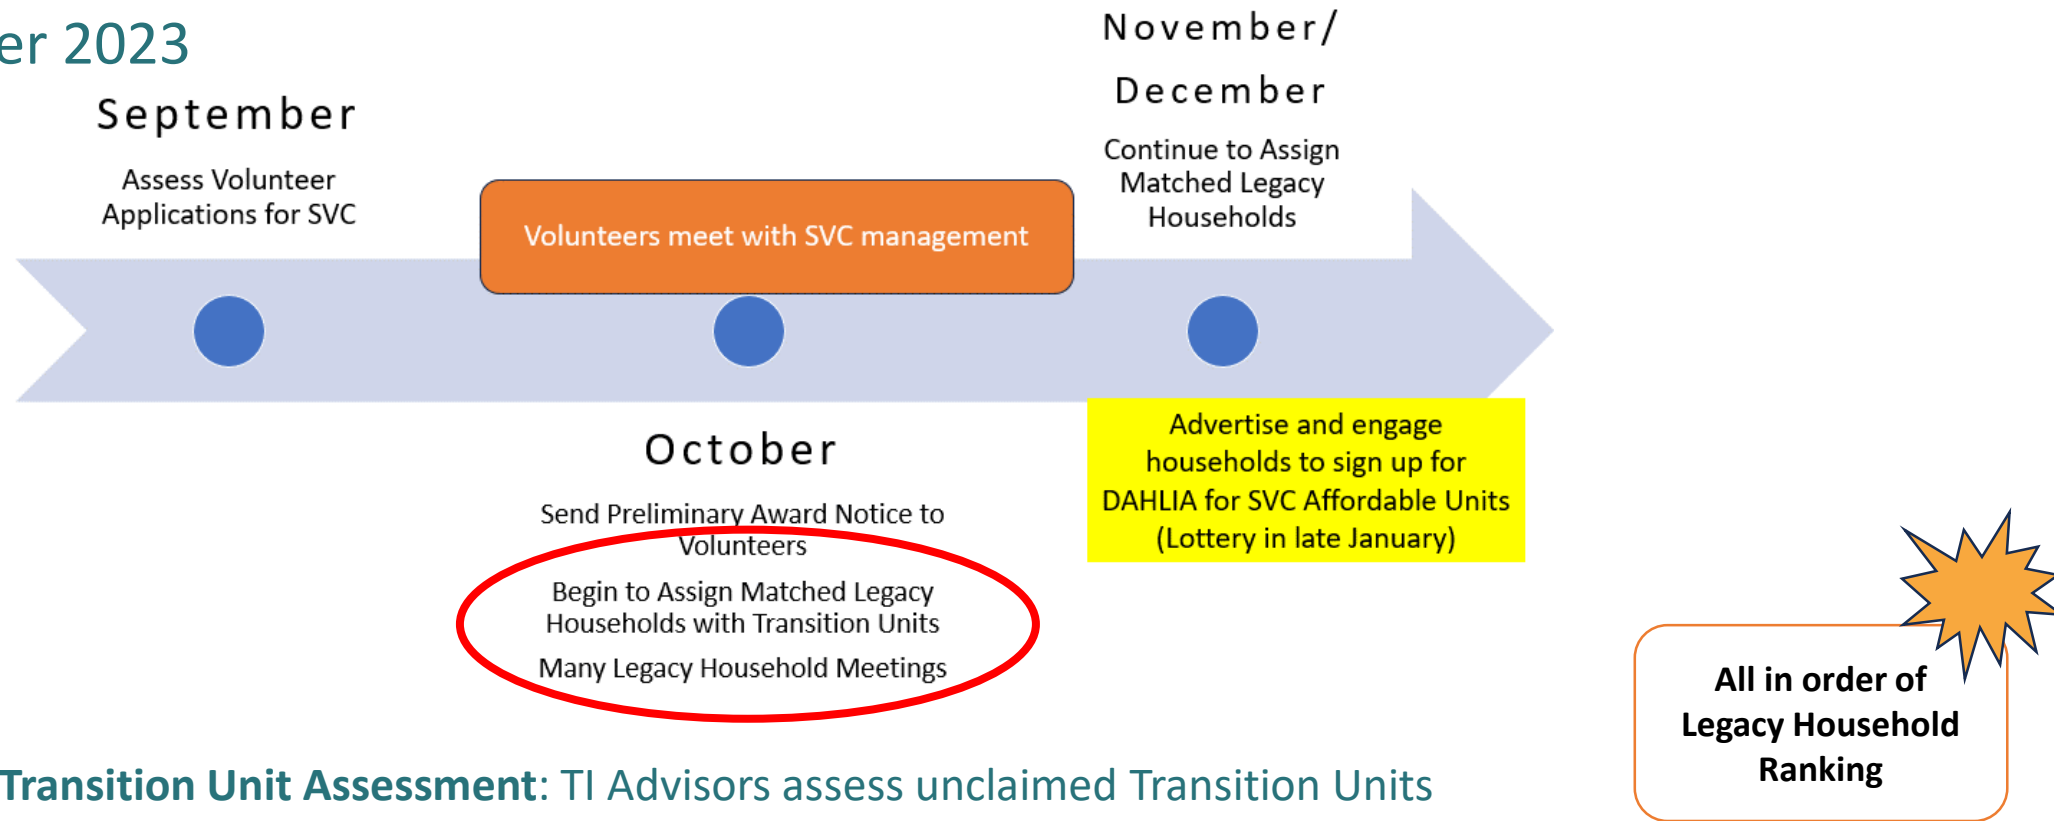 er 2023
September
Assess Volunteer
Applications for SVC
Volunteers meet with SVC management
November/
December
Continue to Assign
Matched Legacy
Households
October
Send Preliminary Award Notice to
Volunteers
Begin to Assign Matched Legacy
Households with Transition Units
Many Legacy Household Meetings
Advertise and engage
households to sign up for
DAHLIA for SVC Affordable Units
(Lottery in late January)
All in order of
Legacy Household
Ranking
Transition Unit Assessment: TI Advisors assess unclaimed Transition Units